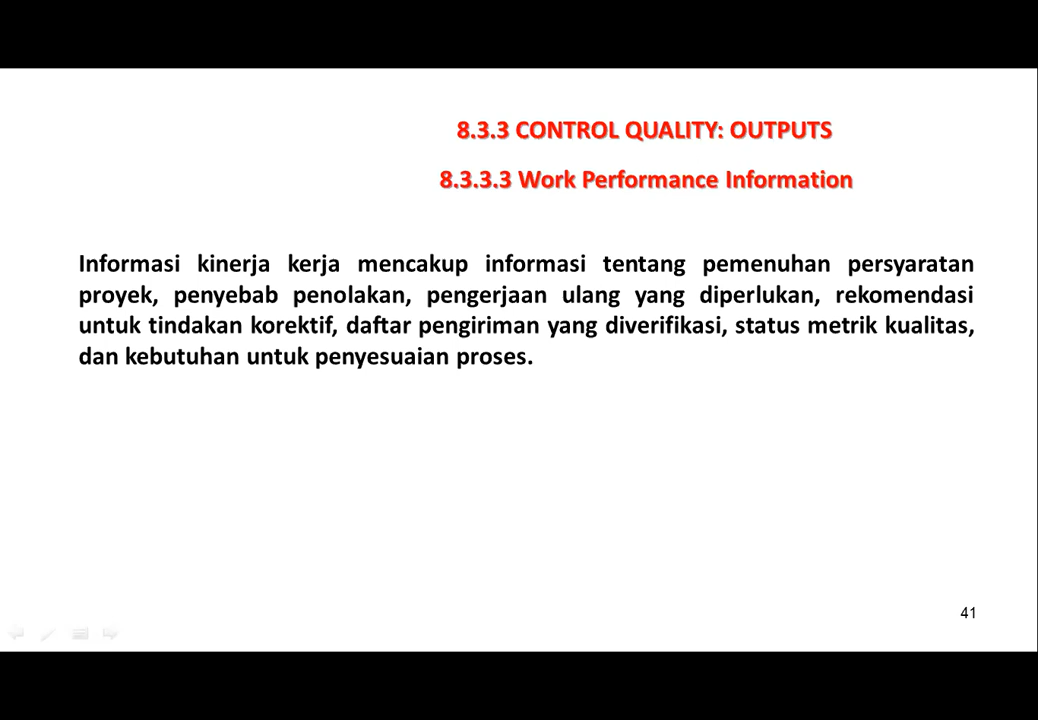 8.3.3 CONTROL QUALITY: OUTPUTS
8.3.3.3 Work Performance Information
Informasi kinerja kerja mencakup informasi tentang pemenuhan persyaratan
proyek, penyebab penolakan, pengerjaan ulang yang diperlukan, rekomendasi
untuk tindakan korektif, daftar pengiriman yang diverifikasi, status metrik kualitas,
dan kebutuhan untuk penyesuaian proses.
41